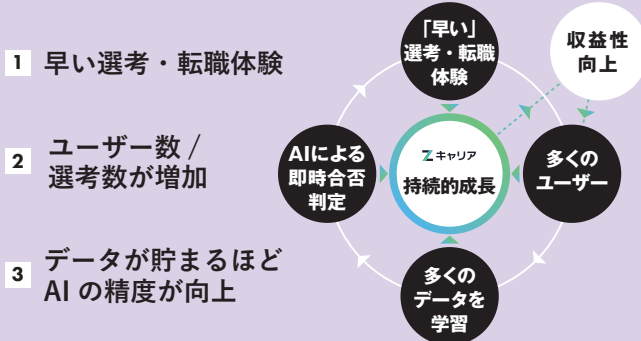 1 早い選考・転職体験
2 ユーザー数 /
選考数が増加
3 データが貯まるほど
AI の精度が向上
「早い」
選考・転職
体験
収益性
向上
AIによる
即時合否
判定
Zキャリア
持続的成長
多くの
ユーザー
多くの
データを
学習